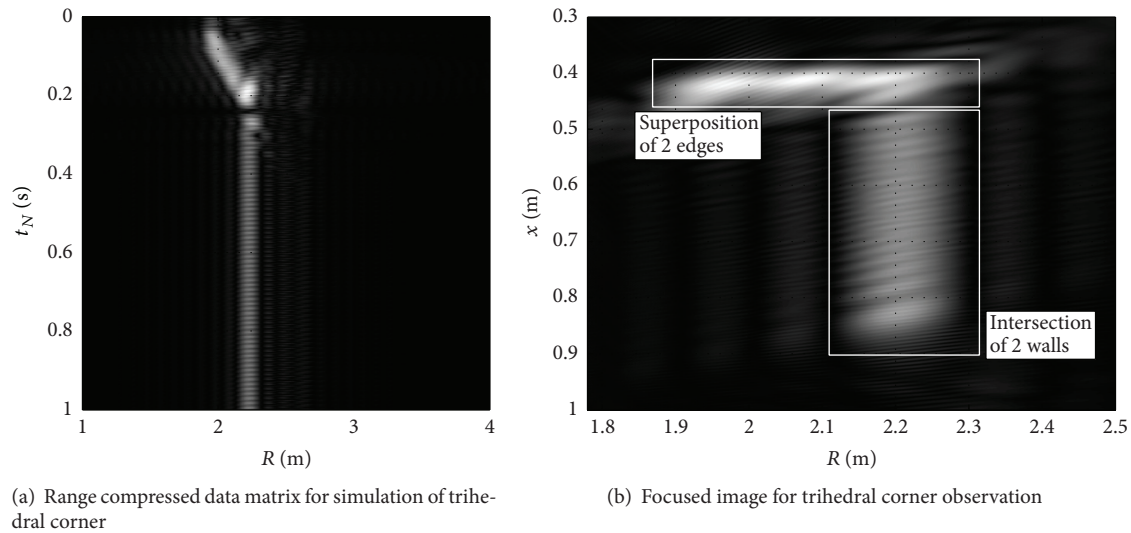 0
0.2
0.4
0.6
0.8
1
t_N (s)
1 2 3 4
R (m)
(a) Range compressed data matrix for simulation of trihe-
dral corner
0.3
0.4
0.5
0.6
0.7
0.8
0.9
1
x (m)
Superposition
of 2 edges
Intersection
of 2 walls
1.8 1.9 2 2.1 2.2 2.3 2.4 2.5
R (m)
(b) Focused image for trihedral corner observation